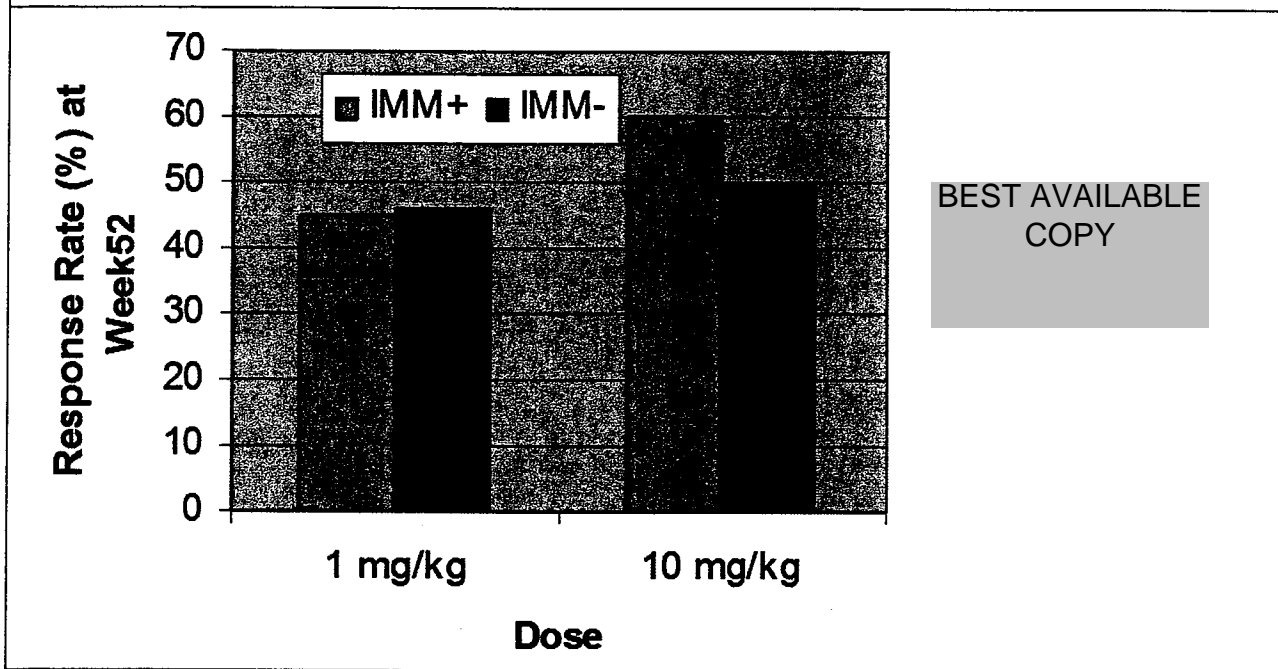 Response Rate (%) at
Week52
70
60
50
40
30
20
10
0
IMM+ IMM-
1 mg/kg 10 mg/kg
Dose
BEST AVAILABLE
COPY